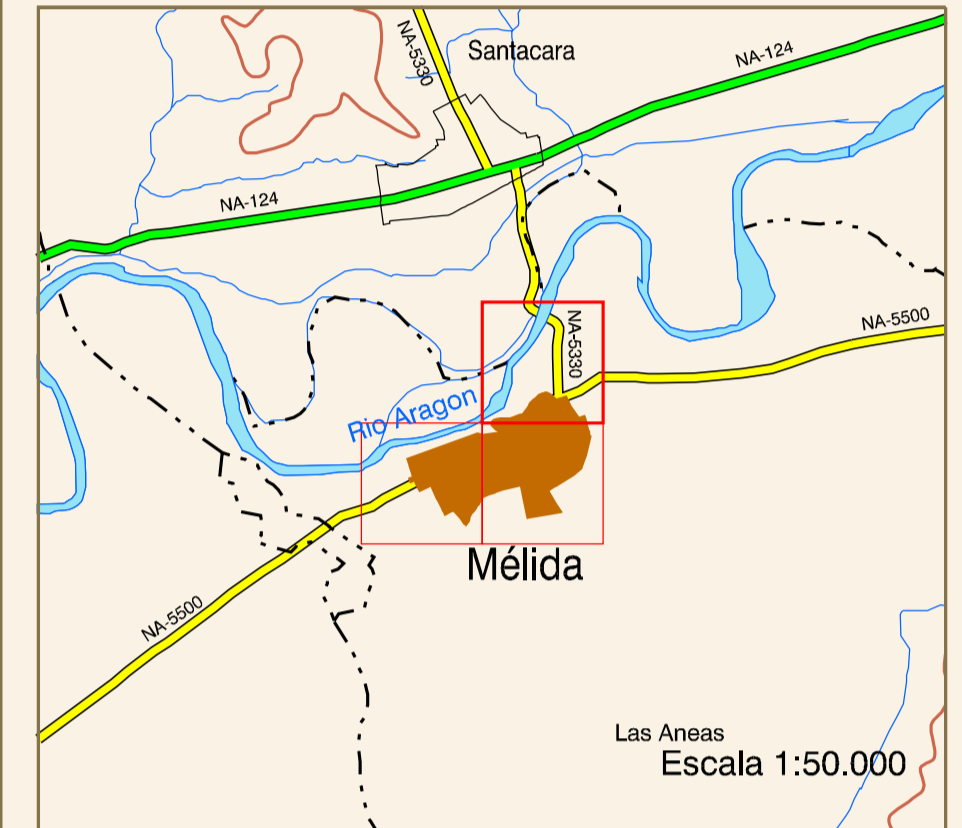 NA-5330
Santacara
NA-124
NA-124
NA-5330
NA-5500
Rio Aragon
Mélida
NA-5500
Las Aneas
Escala 1:50.000